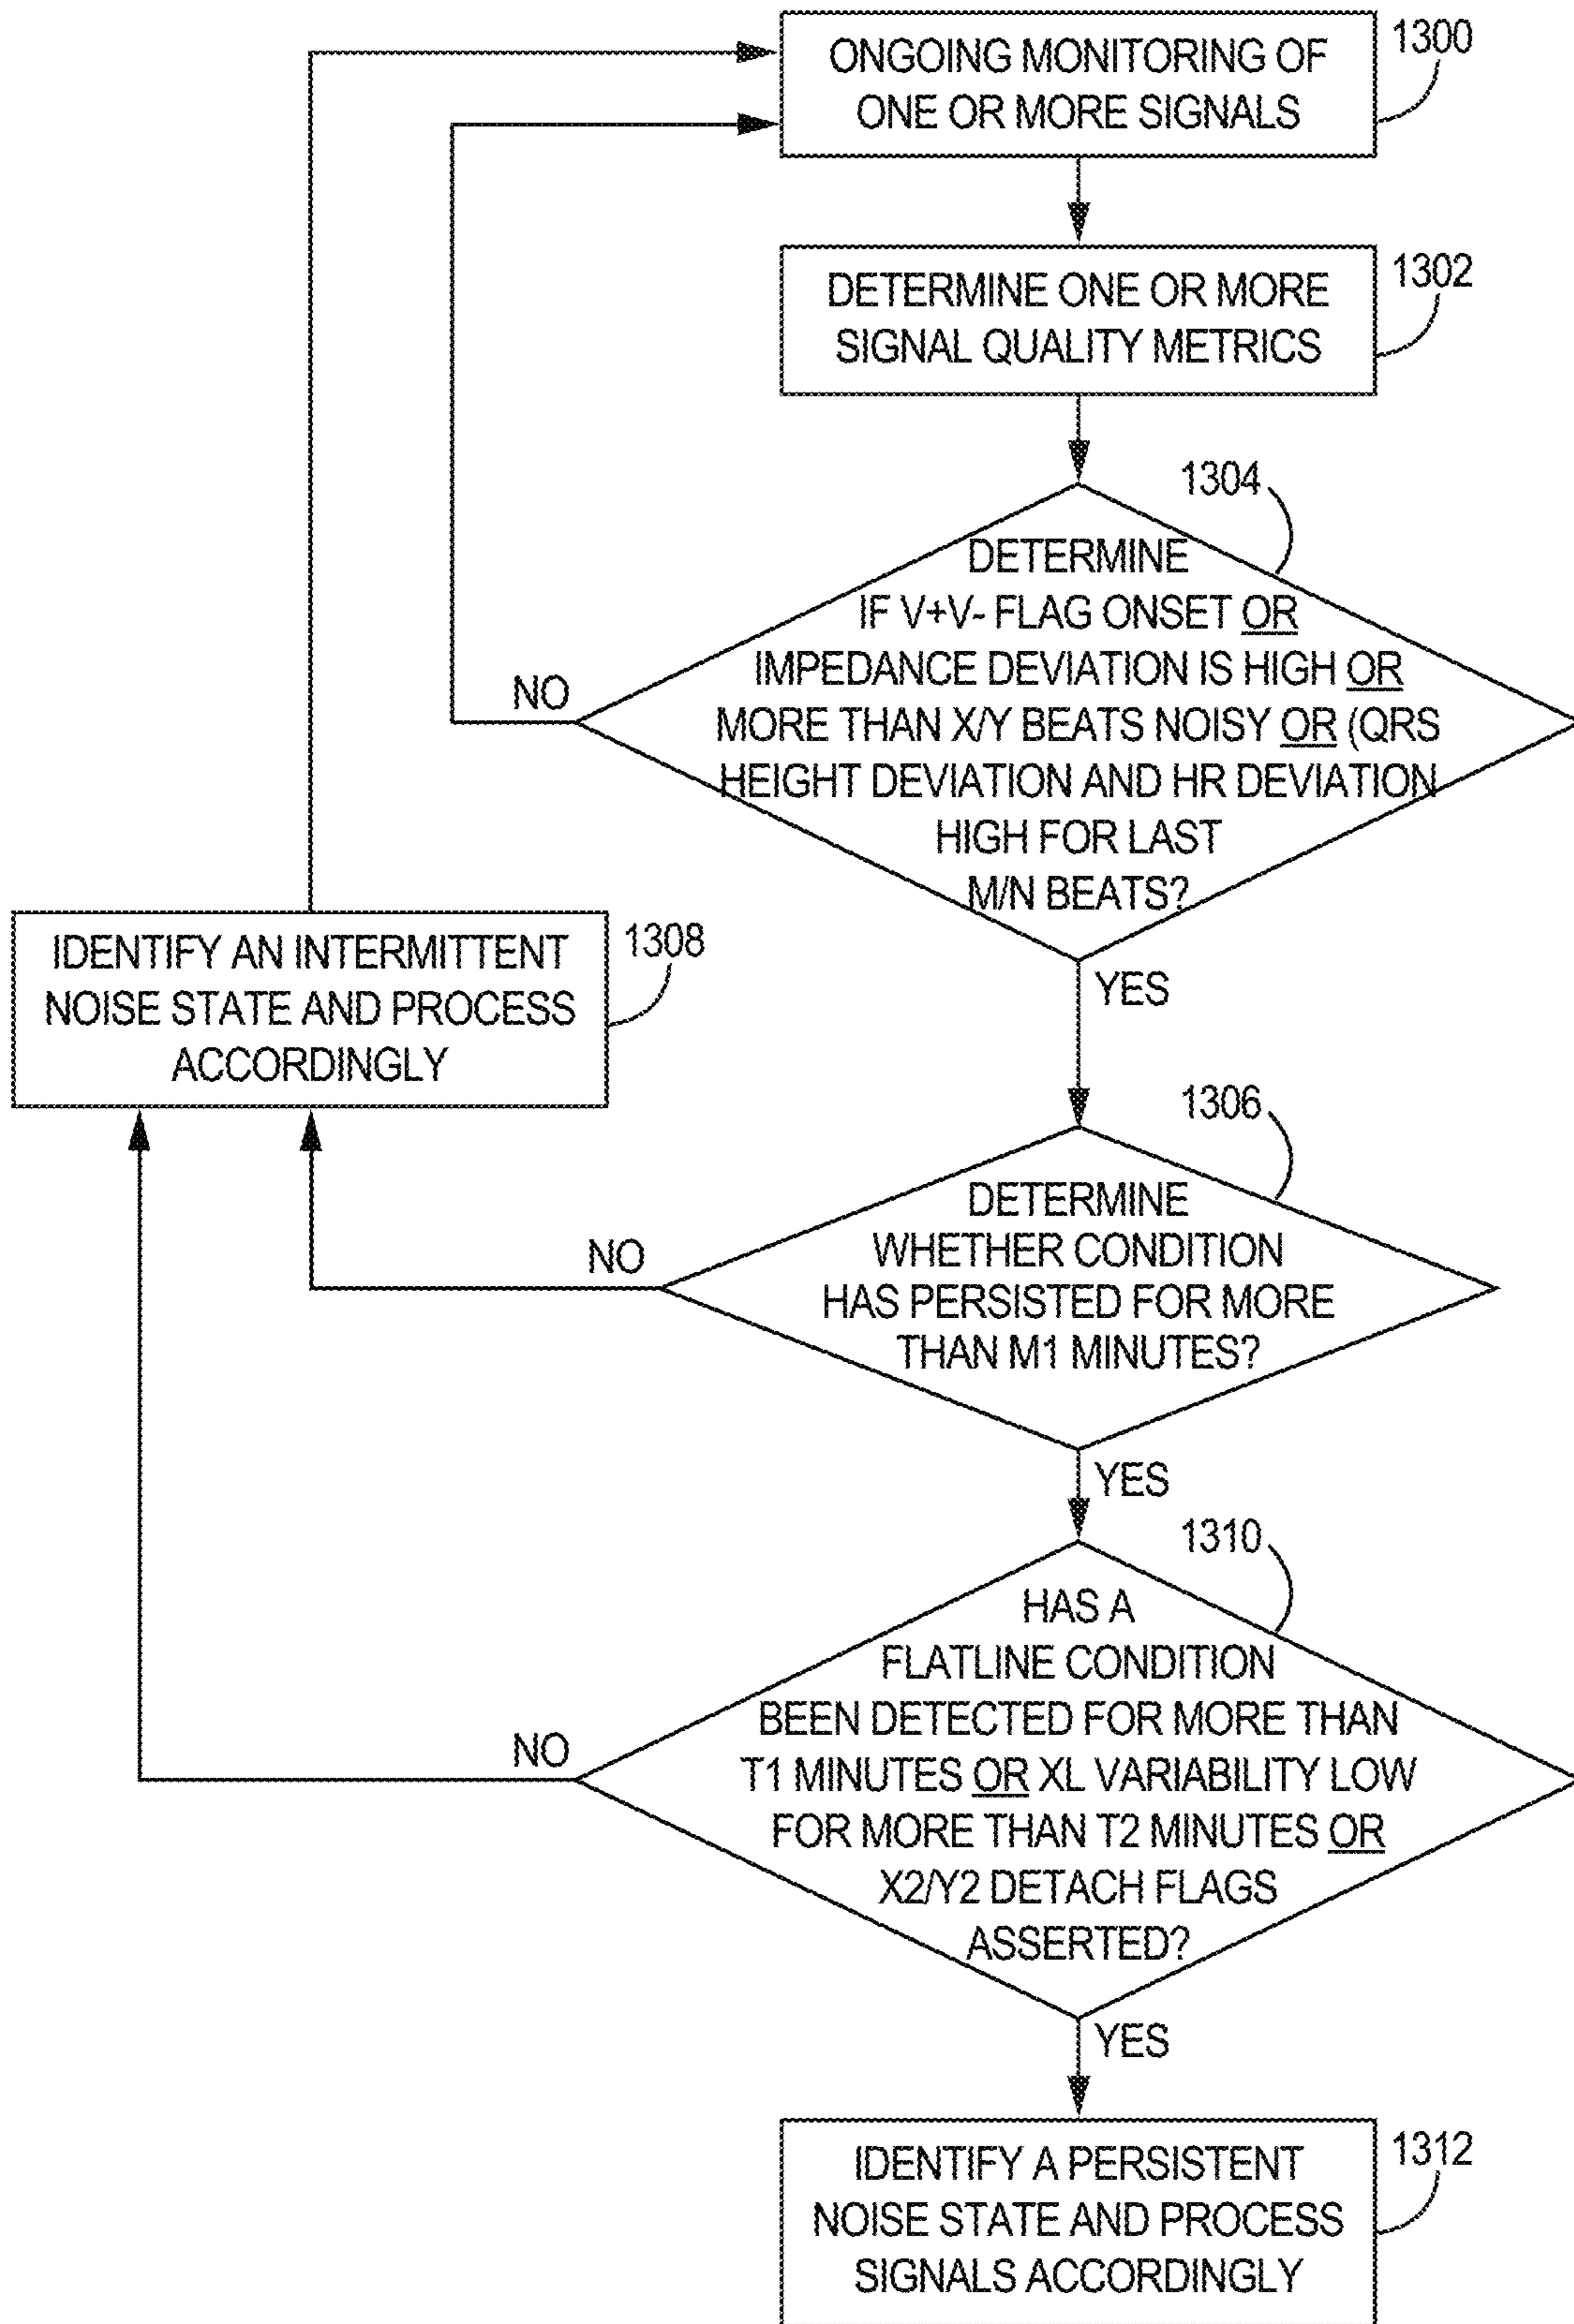 ONGOING MONITORING OF
ONE OR MORE SIGNALS
1300
DETERMINE ONE OR MORE
SIGNAL QUALITY METRICS
1302
1304
DETERMINE
IF V+V- FLAG ONSET OR
IMPEDANCE DEVIATION IS HIGH OR
MORE THAN X/Y BEATS NOISY OR (QRS
HEIGHT DEVIATION AND HR DEVIATION
HIGH FOR LAST
M/N BEATS?
NO
YES
IDENTIFY AN INTERMITTENT
NOISE STATE AND PROCESS
ACCORDINGLY
1308
1306
DETERMINE
WHETHER CONDITION
HAS PERSISTED FOR MORE
THAN M1 MINUTES?
NO
YES
1310
HAS A
FLATLINE CONDITION
BEEN DETECTED FOR MORE THAN
T1 MINUTES OR XL VARIABILITY LOW
FOR MORE THAN T2 MINUTES OR
X2/Y2 DETACH FLAGS
ASSERTED?
NO
YES
IDENTIFY A PERSISTENT
NOISE STATE AND PROCESS
SIGNALS ACCORDINGLY
1312